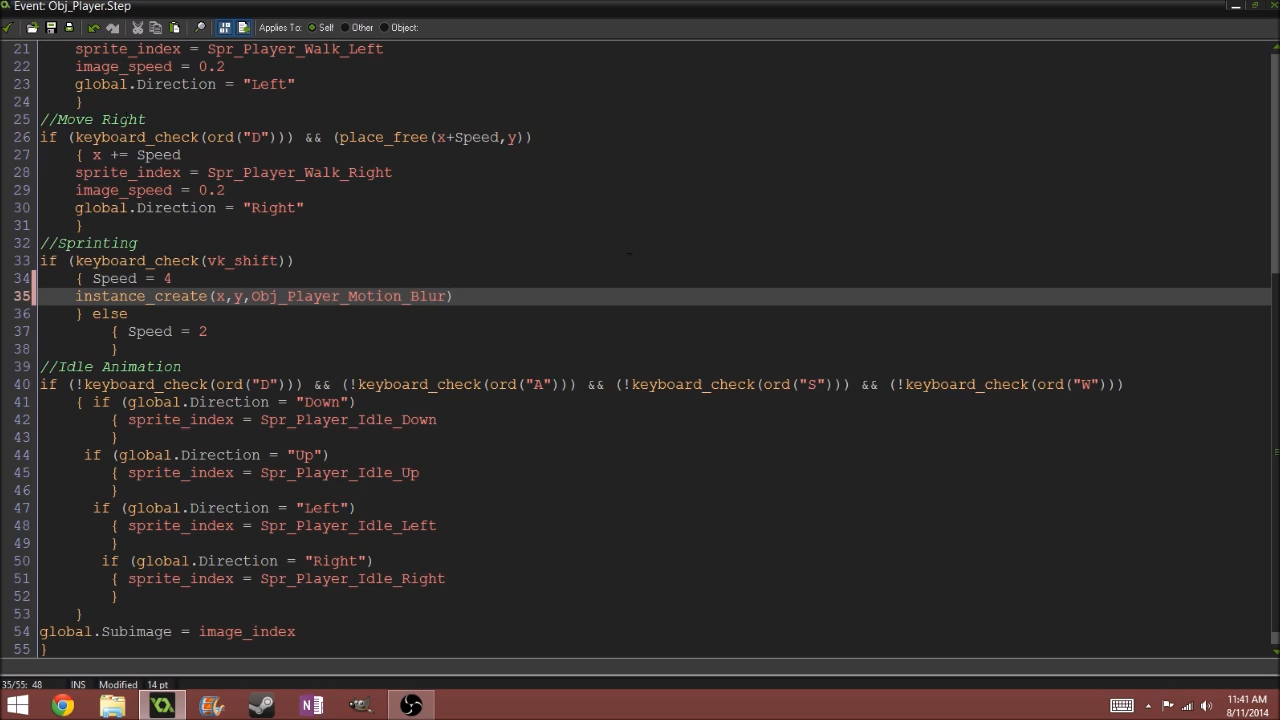 Event: Obj_Player.Step
Applies To: Self Other Object:
21 sprite_index = Spr_Player_Walk_Left
22 image_speed = 0.2
23 global.Direction = "Left"
24 }
25 //Move Right
26 if (keyboard_check(ord("D"))) && (place_free(x+Speed,y))
27 { x += Speed
28 sprite_index = Spr_Player_Walk_Right
29 image_speed = 0.2
30 global.Direction = "Right"
31 }
32 //Sprinting
33 if (keyboard_check(vk_shift))
34 { Speed = 4
35 instance_create(x,y,Obj_Player_Motion_Blur)
36 } else
37 { Speed = 2
38 }
39 //Idle Animation
40 if (!keyboard_check(ord("D"))) && (!keyboard_check(ord("A"))) && (!keyboard_check(ord("S"))) && (!keyboard_check(ord("W")))
41 { if (global.Direction = "Down")
42 { sprite_index = Spr_Player_Idle_Down
43 }
44 if (global.Direction = "Up")
45 { sprite_index = Spr_Player_Idle_Up
46 }
47 if (global.Direction = "Left")
48 { sprite_index = Spr_Player_Idle_Left
49 }
50 if (global.Direction = "Right")
51 { sprite_index = Spr_Player_Idle_Right
52 }
53 }
54 global.Subimage = image_index
55 }
35/55: 48 INS Modified 14 pt
11:41 AM
8/11/2014